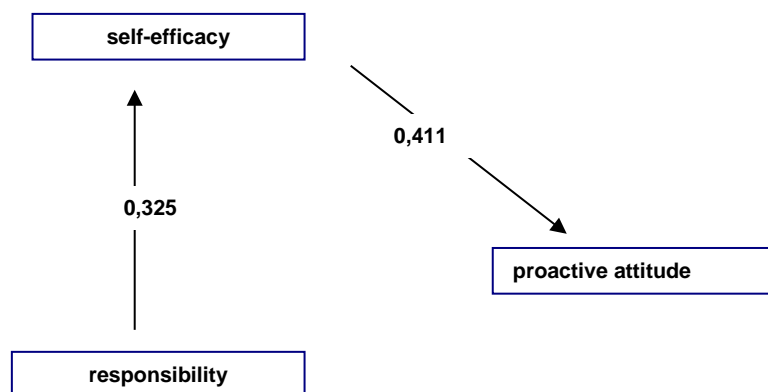 self-efficacy
0,411
0,325
proactive attitude
responsibility